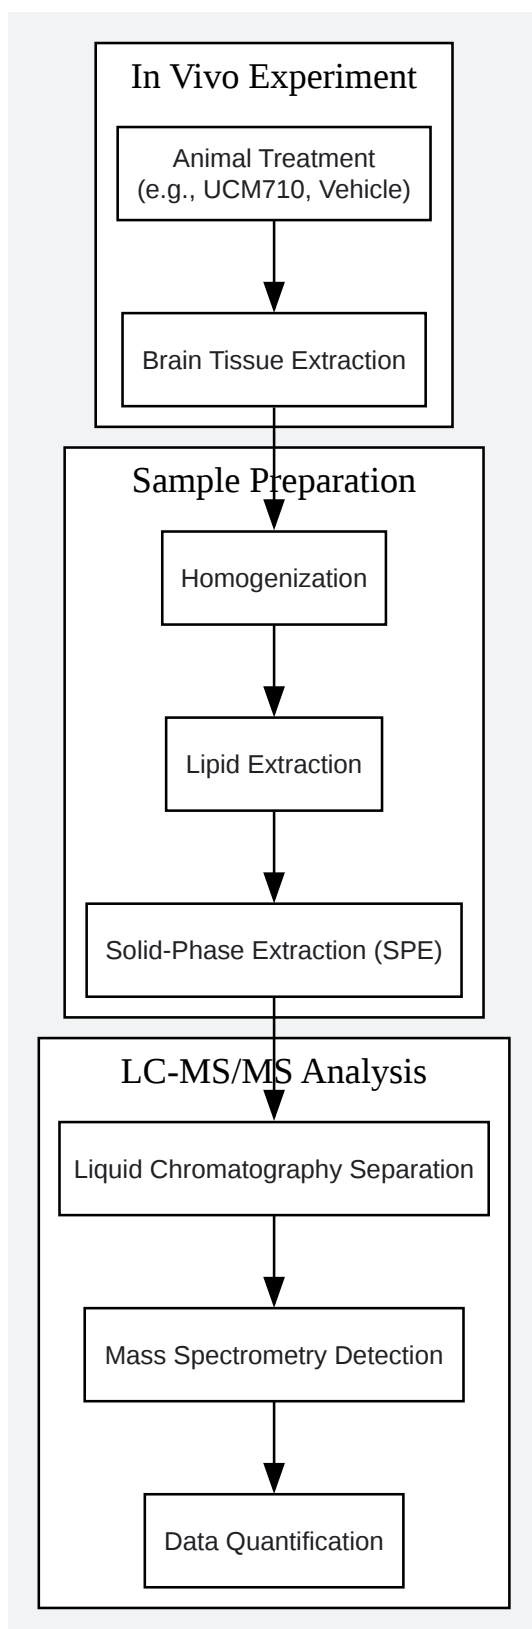 In Vivo Experiment
Animal Treatment
(e.g., UCM710, Vehicle)
Brain Tissue Extraction
Sample Preparation
Homogenization
Lipid Extraction
Solid-Phase Extraction (SPE)
LC-MS/MS Analysis
Liquid Chromatography Separation
Mass Spectrometry Detection
Data Quantification